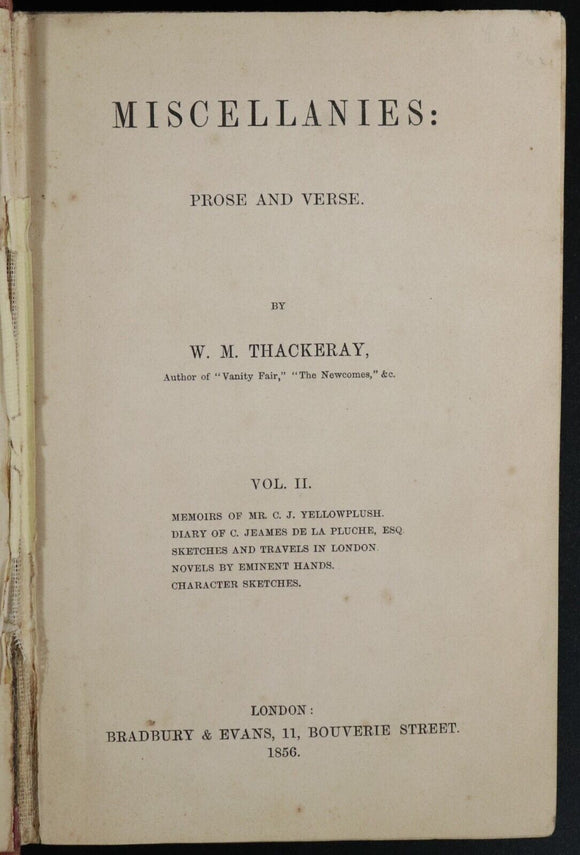 MISCELLANIES:
PROSE AND VERSE.
BY
W. M. THACKERAY,
Author of "Vanity Fair," "The Newcomes," &c.
VOL. II.
MEMOIRS OF MR. C. J. YELLOWPLUSH.
DIARY OF C. JEAMES DE LA PLUCHE, ESQ.
SKETCHES AND TRAVELS IN LONDON.
NOVELS BY EMINENT HANDS.
CHARACTER SKETCHES.
LONDON:
BRADBURY & EVANS, 11, BOUVERIE STREET.
1856.